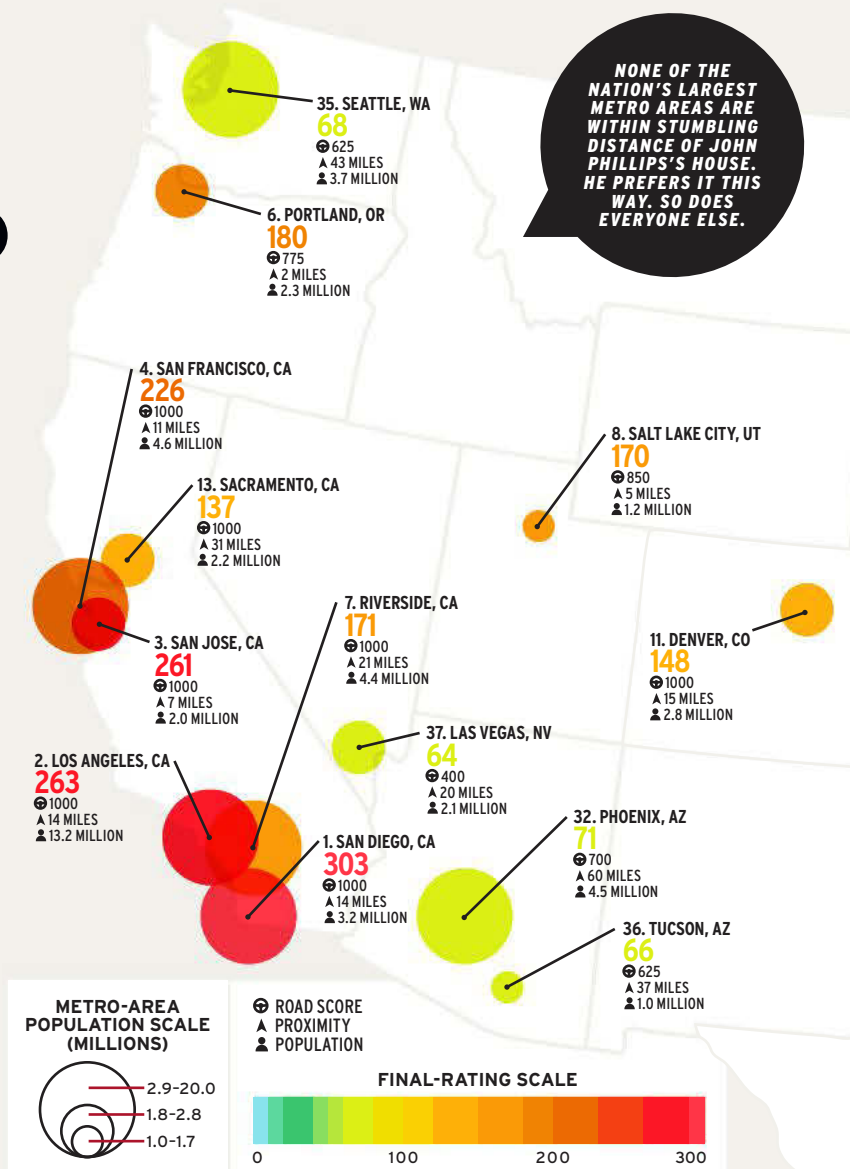 NONE OF THE
NATION'S LARGEST
METRO AREAS ARE
WITHIN STUMBLING
DISTANCE OF JOHN
PHILLIPS'S HOUSE.
HE PREFERS IT THIS
WAY. SO DOES
EVERYONE ELSE.
35. SEATTLE, WA
68
625
43 MILES
3.7 MILLION
6. PORTLAND, OR
180
775
2 MILES
2.3 MILLION
4. SAN FRANCISCO, CA
226
1000
11 MILES
4.6 MILLION
8. SALT LAKE CITY, UT
170
850
5 MILES
1.2 MILLION
13. SACRAMENTO, CA
137
1000
31 MILES
2.2 MILLION
7. RIVERSIDE, CA
171
1000
21 MILES
4.4 MILLION
3. SAN JOSE, CA
261
1000
7 MILES
2.0 MILLION
11. DENVER, CO
148
1000
15 MILES
2.8 MILLION
37. LAS VEGAS, NV
64
400
20 MILES
2.1 MILLION
2. LOS ANGELES, CA
263
1000
14 MILES
13.2 MILLION
32. PHOENIX, AZ
71
700
60 MILES
4.5 MILLION
1. SAN DIEGO, CA
303
1000
14 MILES
3.2 MILLION
36. TUCSON, AZ
66
625
37 MILES
1.0 MILLION
METRO-AREA
POPULATION SCALE
(MILLIONS)
2.9–20.0
1.8–2.8
1.0–1.7
ROAD SCORE
PROXIMITY
POPULATION
FINAL-RATING SCALE
0 100 200 300